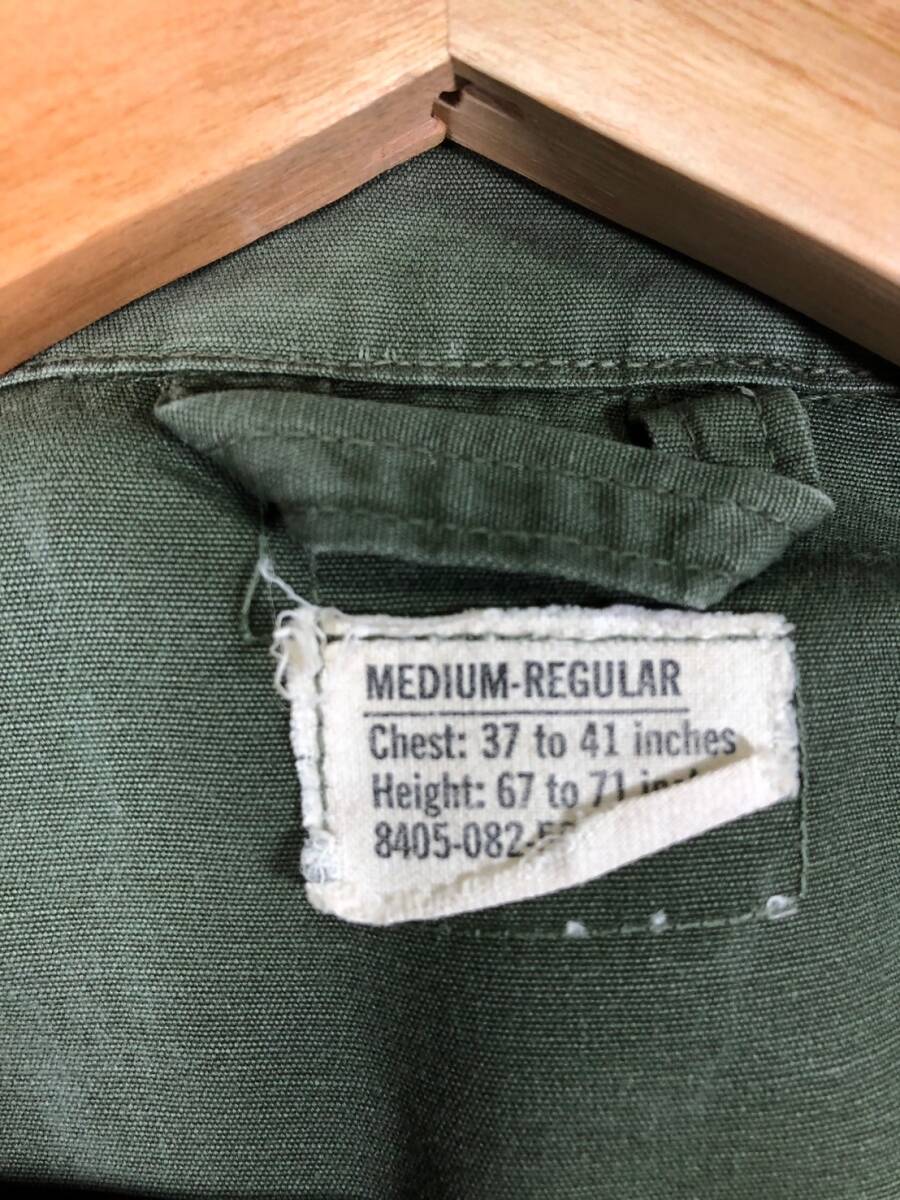 MEDIUM-REGULAR
Chest: 37 to 41 inches
Height: 67 to 71
8405-082-